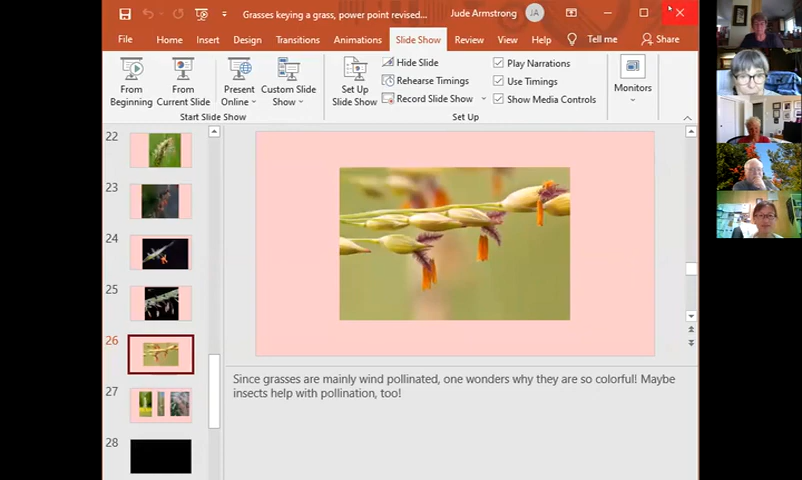 Grasses keying a grass, power point revised...
Jude Armstrong
JA
File
Home
Insert
Design
Transitions
Animations
Slide Show
Review
View
Help
Tell me
Share
From
Beginning
From
Current Slide
Present
Online
Custom Slide
Show
Start Slide Show
Set Up
Slide Show
Hide Slide
Rehearse Timings
Record Slide Show
Play Narrations
Use Timings
Show Media Controls
Set Up
Monitors
22
23
24
25
26
27
28
Since grasses are mainly wind pollinated, one wonders why they are so colorful! Maybe
insects help with pollination, too!